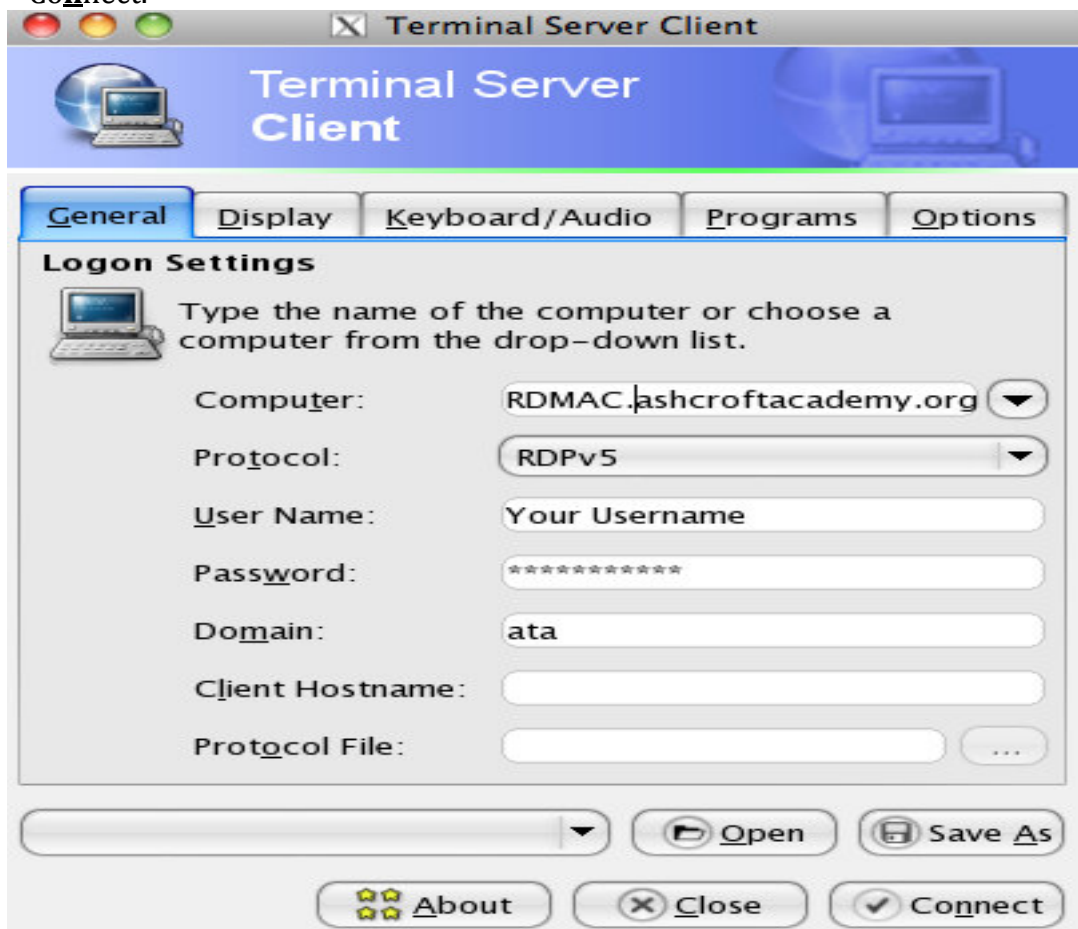 Connect.
X Terminal Server Client
Terminal Server
Client
General Display Keyboard/Audio Programs Options
Logon Settings
Type the name of the computer or choose a
computer from the drop-down list.
Computer: RDMAC.ashcroftacademy.org
Protocol: RDPv5
User Name: Your Username
Password: ***********
Domain: ata
Client Hostname:
Protocol File: ...
Open Save As
About Close Connect